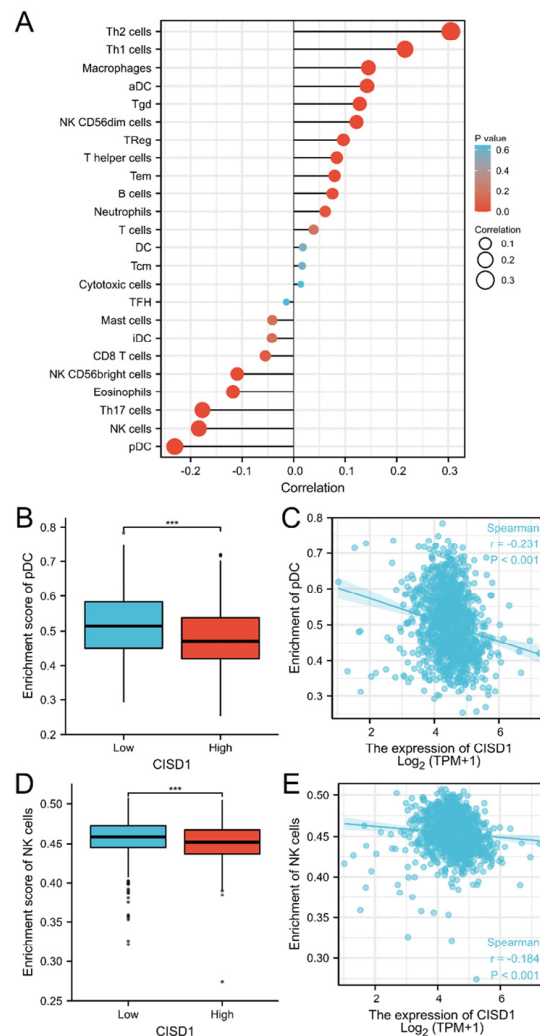 A
Th2 cells
Th1 cells
Macrophages
aDC
Tgd
NK CD56dim cells
TReg
T helper cells
Tem
B cells
Neutrophils
T cells
DC
Tcm
Cytotoxic cells
TFH
Mast cells
iDC
CD8 T cells
NK CD56bright cells
Eosinophils
Th17 cells
NK cells
pDC
-0.2 -0.1 0.0 0.1 0.2 0.3
Correlation
P value
0.6
0.4
0.2
0.0
Correlation
0.1
0.2
0.3
B
Enrichment score of pDC
0.8
0.7
0.6
0.5
0.4
0.3
0.2
***
Low High
CISD1
C
Enrichment of pDC
0.8
0.7
0.6
0.5
0.4
0.3
Spearman
r = -0.231
P < 0.001
2 4 6
The expression of CISD1
Log2 (TPM+1)
D
Enrichment score of NK cells
0.50
0.45
0.40
0.35
0.30
0.25
***
Low High
CISD1
E
Enrichment of NK cells
0.50
0.45
0.40
0.35
0.30
Spearman
r = -0.184
P < 0.001
2 4 6
The expression of CISD1
Log2 (TPM+1)